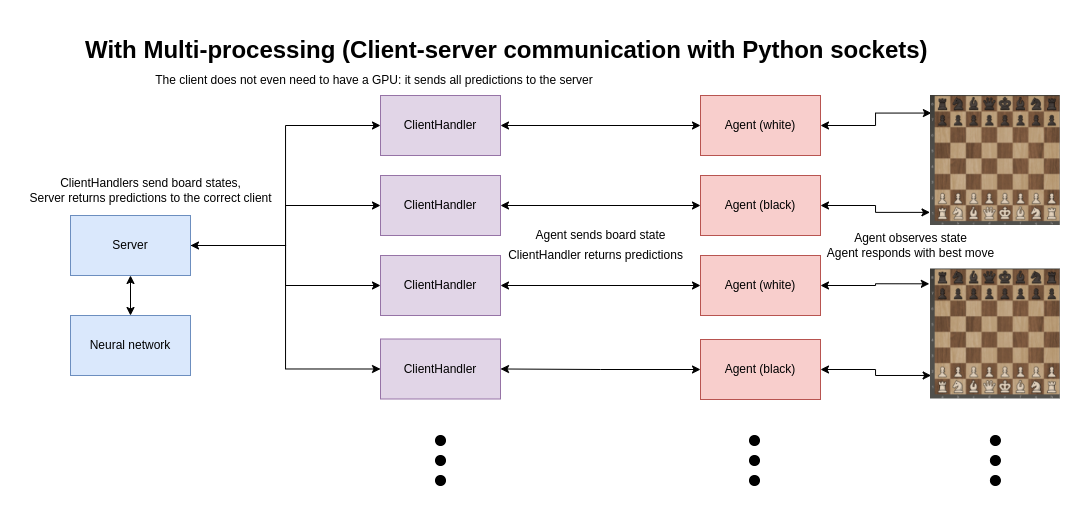 With Multi-processing (Client-server communication with Python sockets)
The client does not even need to have a GPU: it sends all predictions to the server
ClientHandler
Agent (white)
ClientHandlers send board states,
Server returns predictions to the correct client
ClientHandler
Agent (black)
Server
Agent sends board state
ClientHandler returns predictions
Agent observes state
Agent responds with best move
ClientHandler
Agent (white)
Neural network
ClientHandler
Agent (black)